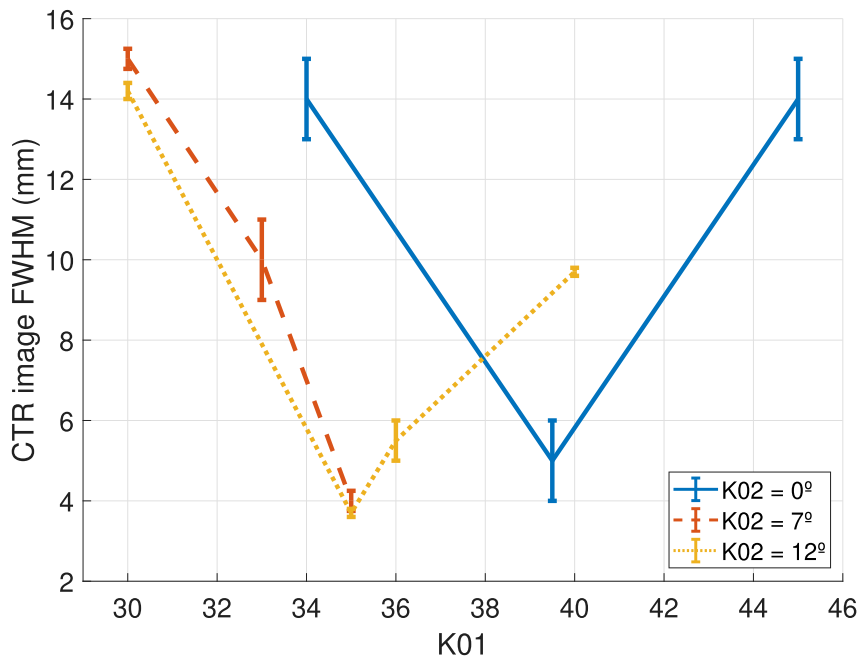 16
14
12
10
8
6
4
2
CTR image FWHM (mm)
30 32 34 36 38 40 42 44 46
K01
K02 = 0º
K02 = 7º
K02 = 12º